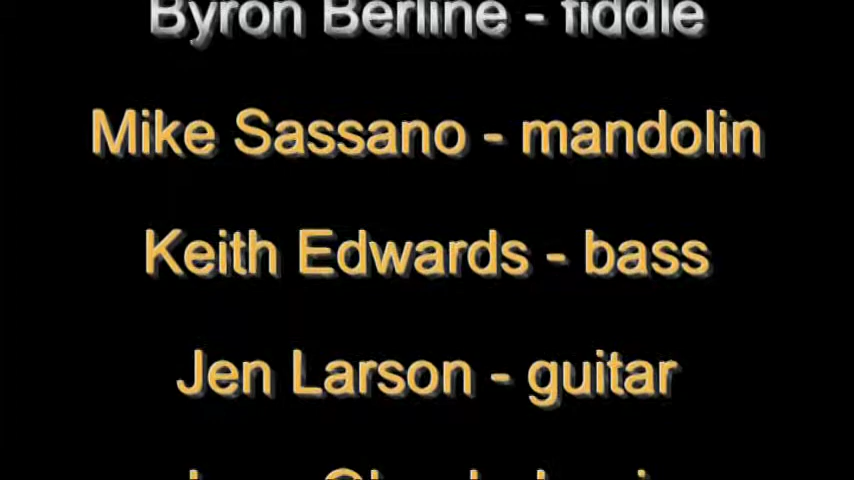 Byron Berline - fiddle
Mike Sassano - mandolin
Keith Edwards - bass
Jen Larson - guitar